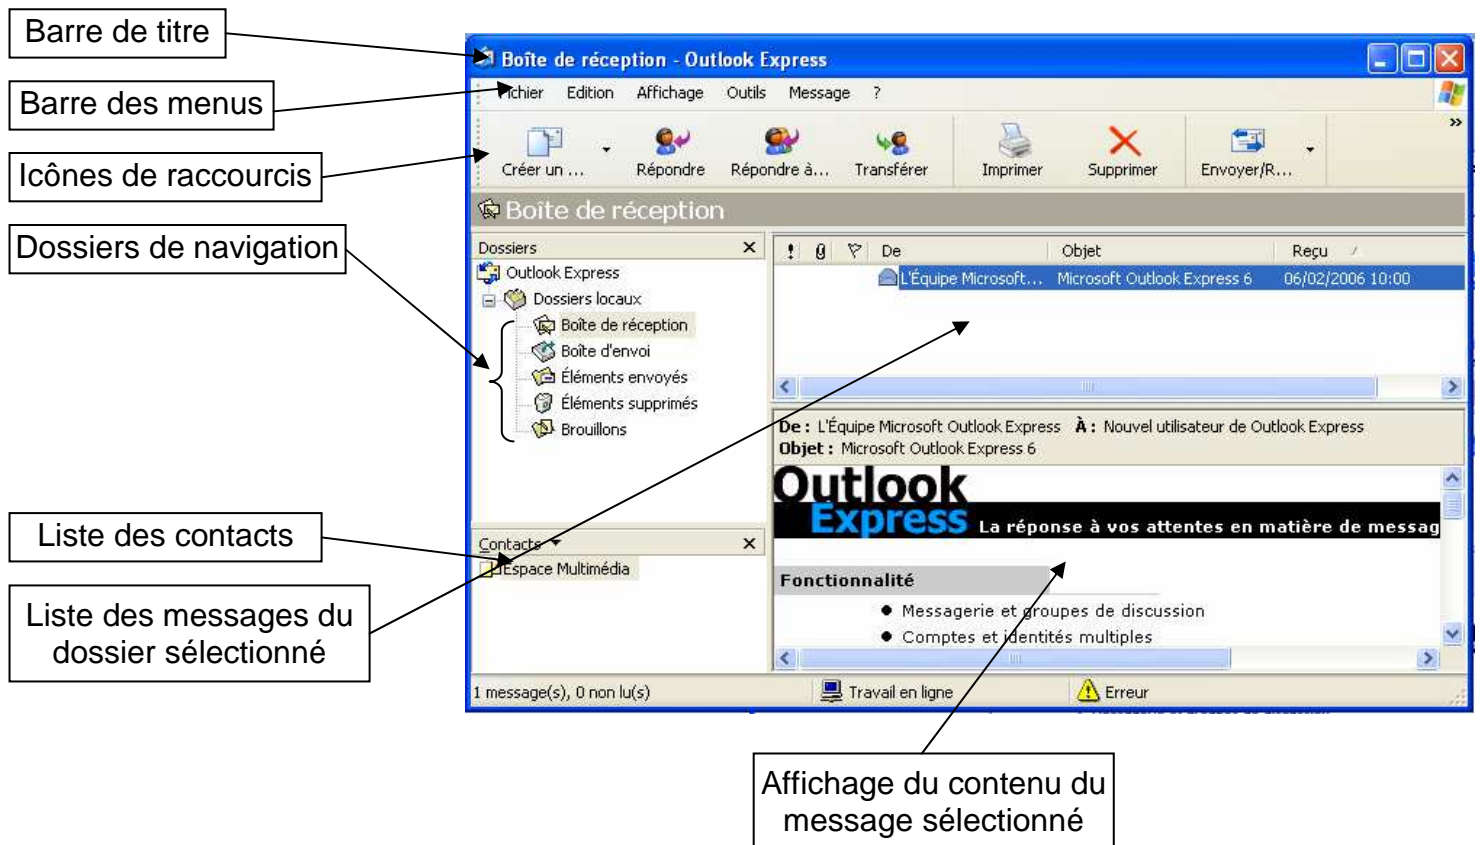 Barre de titre
Barre des menus
Icônes de raccourcis
Dossiers de navigation
Liste des contacts
Liste des messages du
dossier sélectionné
Boîte de réception - Outlook Express
Fichier Edition Affichage Outils Message ?
Créer un ... Répondre Répondre à... Transférer Imprimer Supprimer Envoyer/R...
»
Boîte de réception
Dossiers
Outlook Express
Dossiers locaux
Boîte de réception
Boîte d'envoi
Éléments envoyés
Éléments supprimés
Brouillons
Contacts
Espace Multimédia
! De Objet Reçu
L'Équipe Microsoft... Microsoft Outlook Express 6 06/02/2006 10:00
De : L'Équipe Microsoft Outlook Express À : Nouvel utilisateur de Outlook Express
Objet : Microsoft Outlook Express 6
Outlook
Express La réponse à vos attentes en matière de messag
Fonctionnalité
● Messagerie et groupes de discussion
● Comptes et identités multiples
1 message(s), 0 non lu(s) Travail en ligne Erreur
Affichage du contenu du
message sélectionné